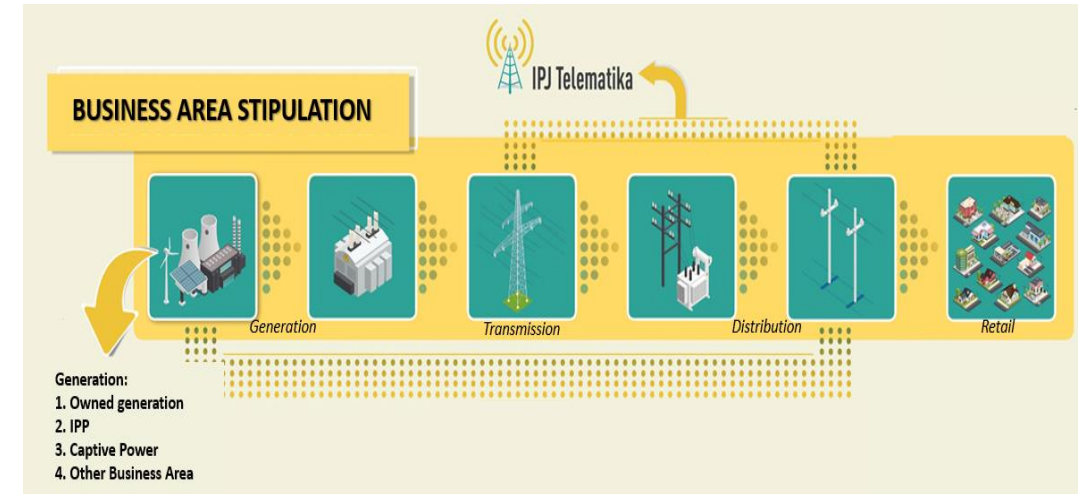 IPJ Telematika
BUSINESS AREA STIPULATION
Generation
Transmission
Distribution
Retail
Generation:
1. Owned generation
2. IPP
3. Captive Power
4. Other Business Area